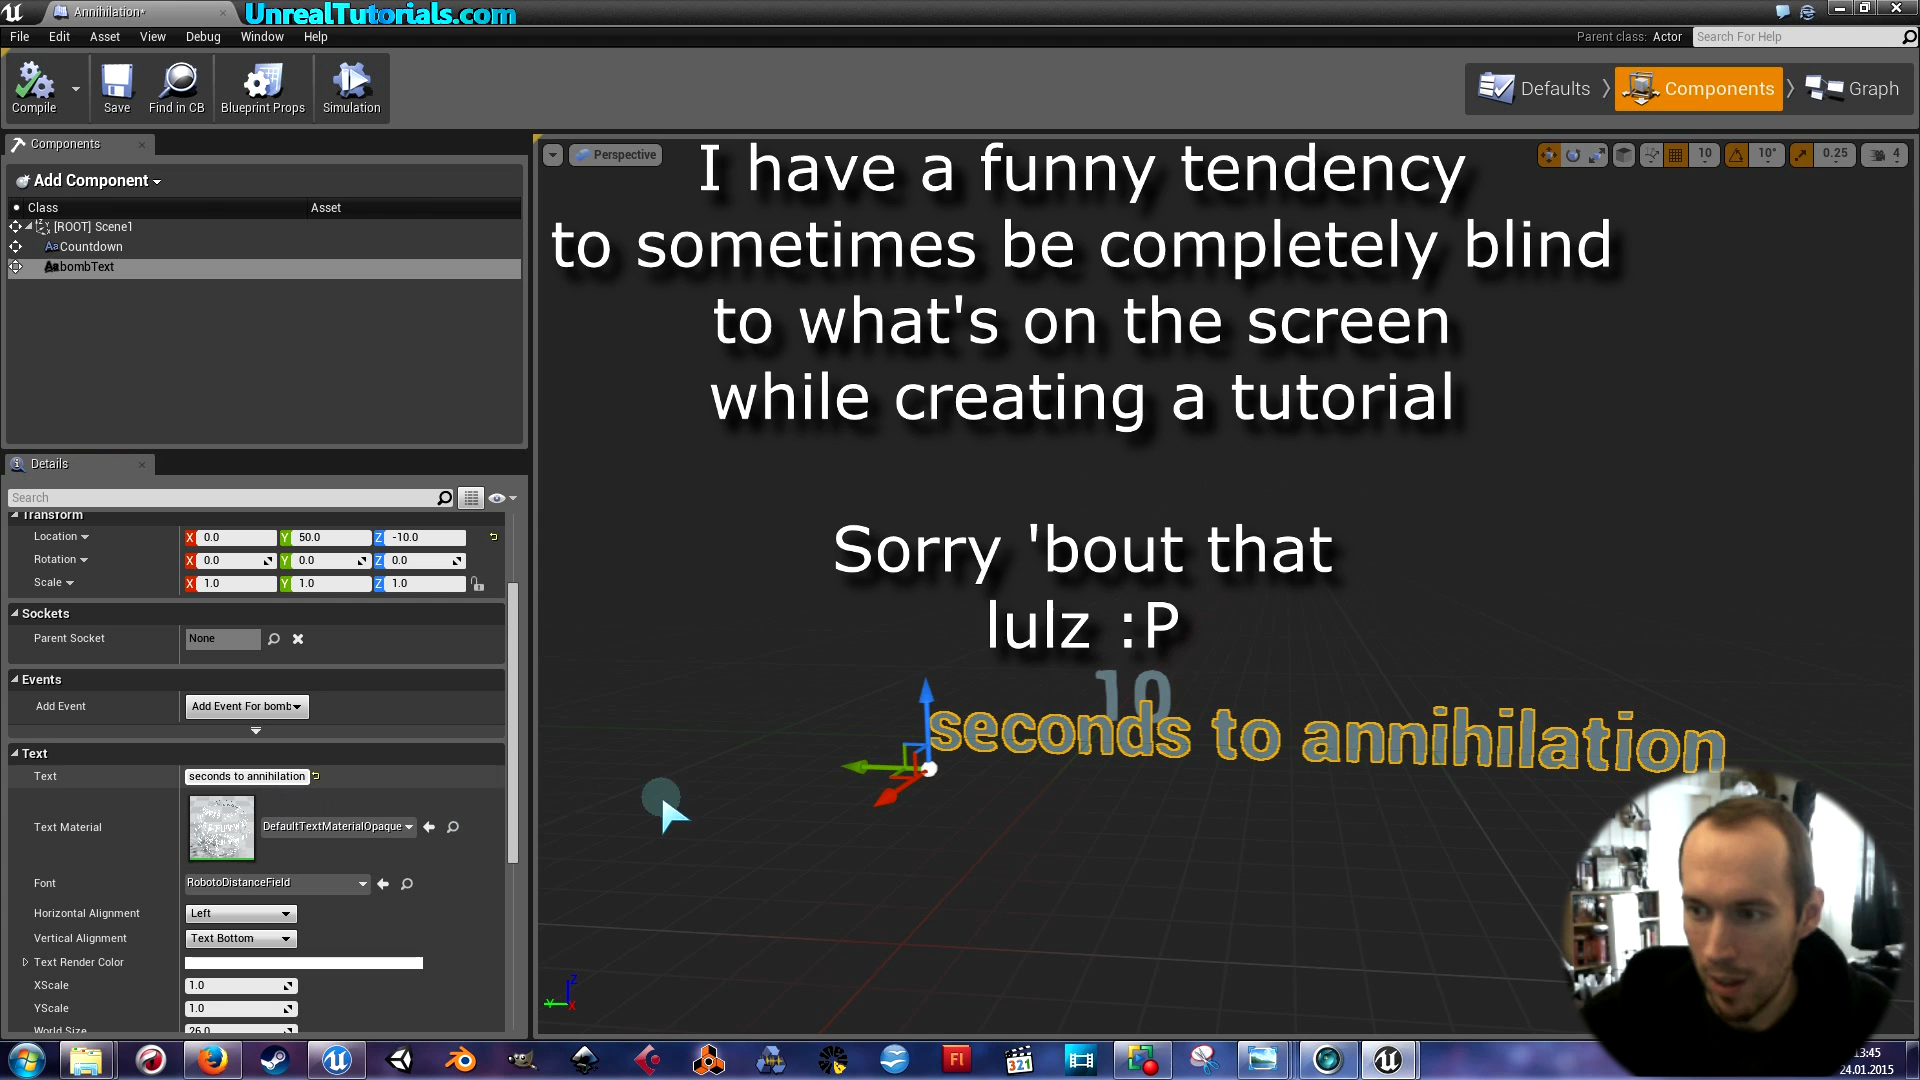 Annihilation*
UnrealTutorials.com
File Edit Asset View Debug Window Help
Parent class: Actor
Search For Help
Compile
Save
Find in CB
Blueprint Props
Simulation
Defaults
Components
Graph
Components
Add Component
Class Asset
[ROOT] Scene1
Countdown
bombText
Perspective
10
10°
0.25
4
I have a funny tendency
to sometimes be completely blind
to what's on the screen
while creating a tutorial
Sorry 'bout that
lulz :P
10
seconds to annihilation
Details
Search
Transform
Location X 0.0 Y 50.0 Z -10.0
Rotation X 0.0 Y 0.0 Z 0.0
Scale X 1.0 Y 1.0 Z 1.0
Sockets
Parent Socket None
Events
Add Event Add Event For bomb
Text
Text seconds to annihilation
Text Material DefaultTextMaterialOpaque
Font RobotoDistanceField
Horizontal Alignment Left
Vertical Alignment Text Bottom
Text Render Color
XScale 1.0
YScale 1.0
World Size 26.0
Z
Y
X
Fl
321
13:45
24.01.2015